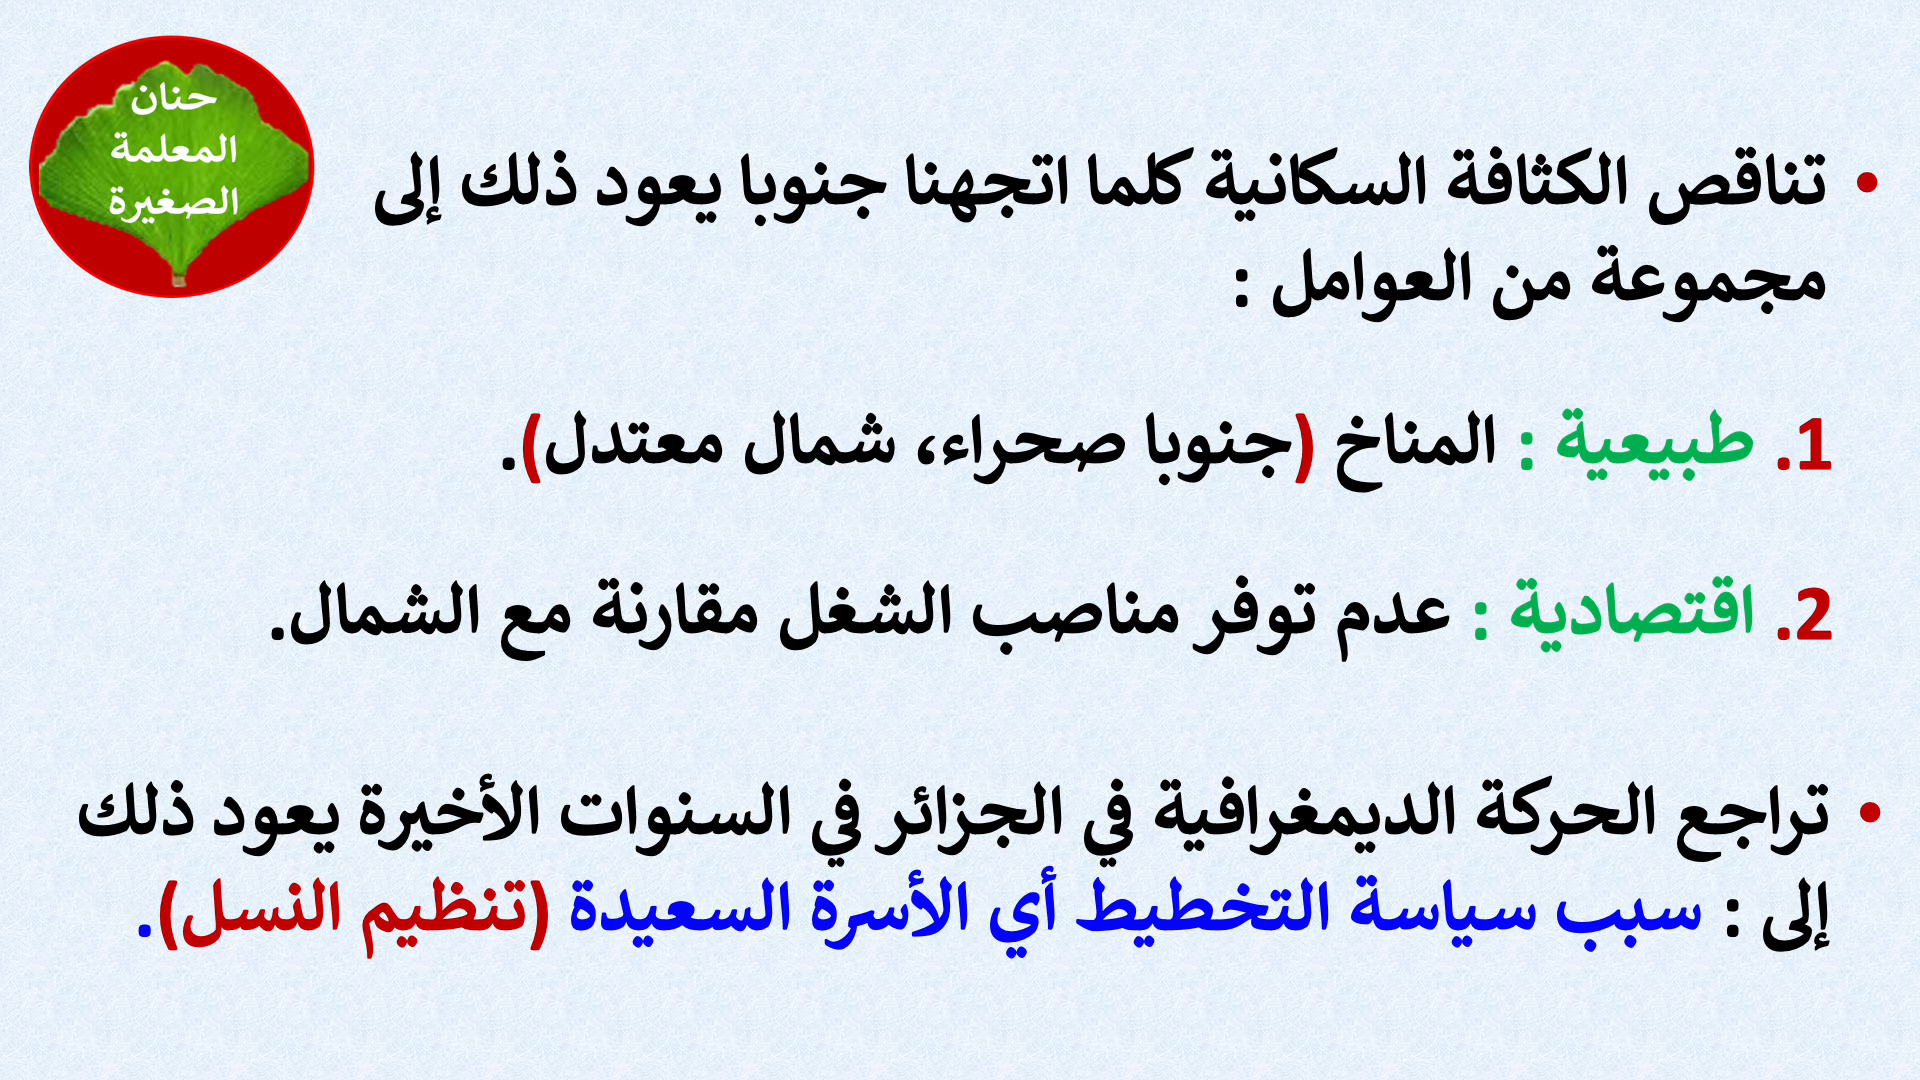 حنان
المعلمة
الصغيرة
• تناقص الكثافة السكانية كلما اتجهنا جنوبا يعود ذلك إلى
مجموعة من العوامل :
1. طبيعية : المناخ (جنوبا صحراء، شمال معتدل).
2. اقتصادية : عدم توفر مناصب الشغل مقارنة مع الشمال.
• تراجع الحركة الديمغرافية في الجزائر في السنوات الأخيرة يعود ذلك
إلى : سبب سياسة التخطيط أي الأسرة السعيدة (تنظيم النسل).